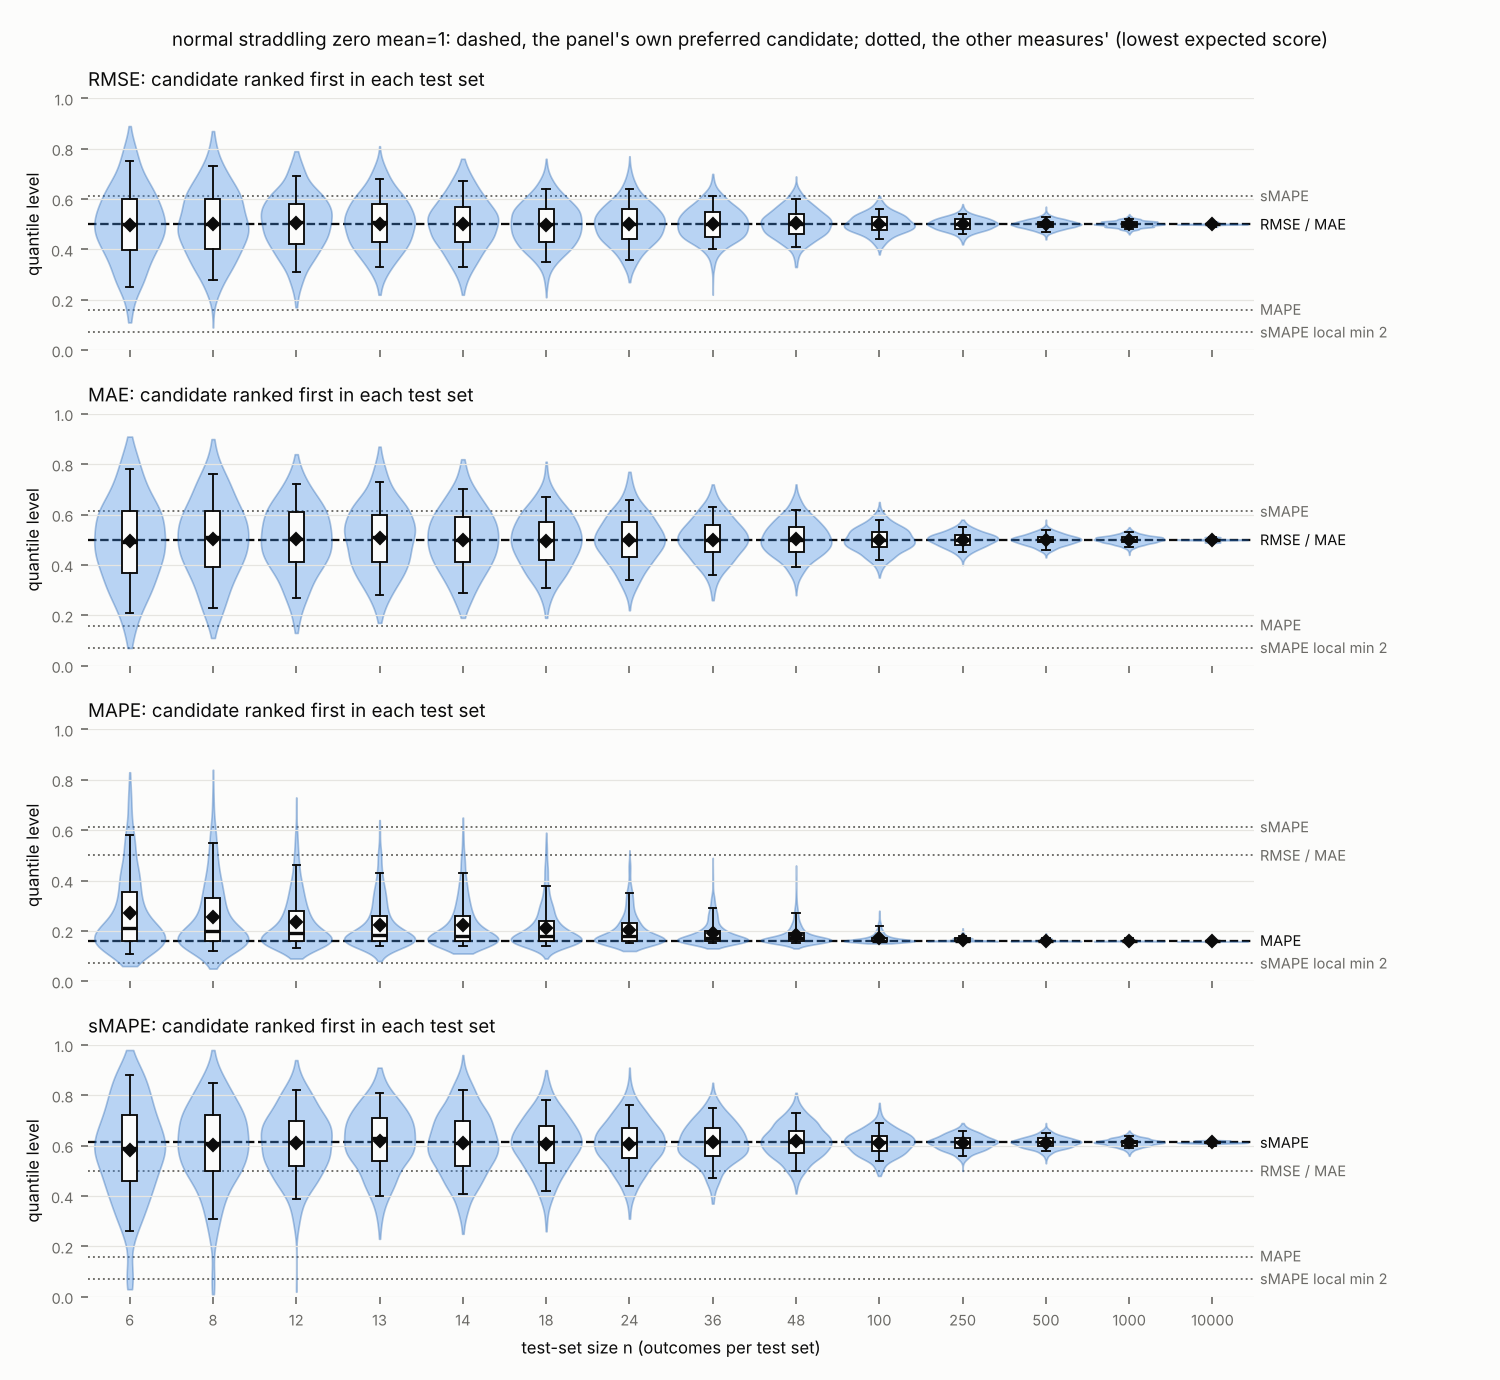 normal straddling zero mean=1: dashed, the panel's own preferred candidate; dotted, the other measures' (lowest expected score)
RMSE: candidate ranked first in each test set
quantile level
1.0
0.8
0.6
0.4
0.2
0.0
sMAPE
RMSE / MAE
MAPE
sMAPE local min 2
MAE: candidate ranked first in each test set
quantile level
1.0
0.8
0.6
0.4
0.2
0.0
sMAPE
RMSE / MAE
MAPE
sMAPE local min 2
MAPE: candidate ranked first in each test set
quantile level
1.0
0.8
0.6
0.4
0.2
0.0
sMAPE
RMSE / MAE
MAPE
sMAPE local min 2
sMAPE: candidate ranked first in each test set
quantile level
1.0
0.8
0.6
0.4
0.2
0.0
sMAPE
RMSE / MAE
MAPE
sMAPE local min 2
6 8 12 13 14 18 24 36 48 100 250 500 1000 10000
test-set size n (outcomes per test set)